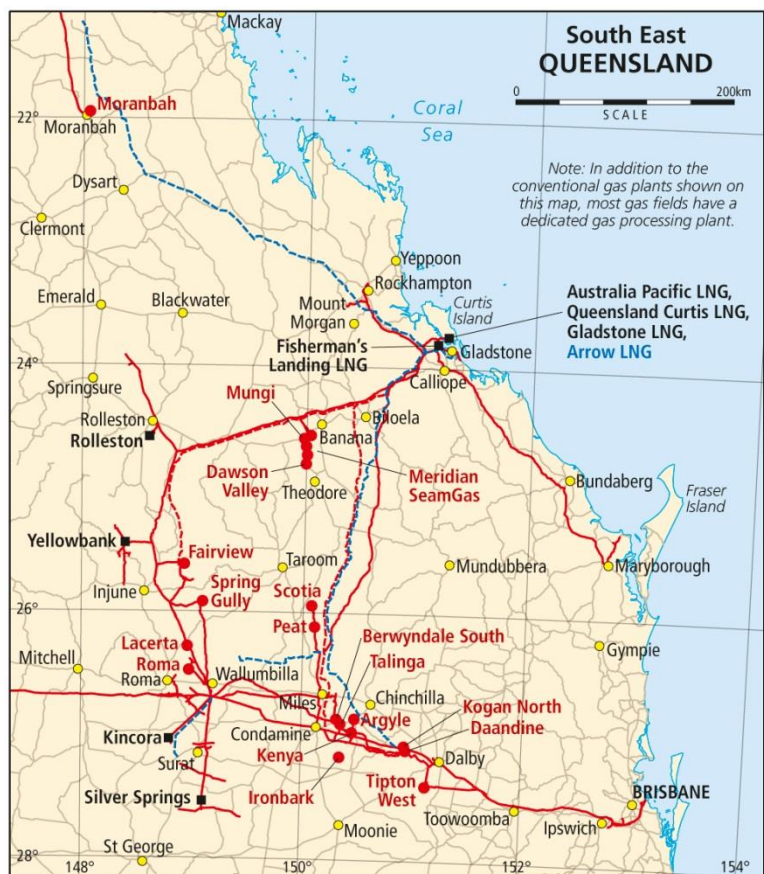 Mackay
South East
QUEENSLAND
0
200km
SCALE
Moranbah
22°
Moranbah
Coral
Sea
Note: In addition to the
conventional gas plants shown on
this map, most gas fields have a
dedicated gas processing plant.
Dysart
Clermont
Yeppoon
Rockhampton
Emerald
Blackwater
Mount
Morgan
Curtis
Island
Australia Pacific LNG,
Queensland Curtis LNG,
Gladstone LNG,
Arrow LNG
Fisherman's
Landing LNG
Gladstone
24°
Calliope
Springsure
Mungi
Rolleston
Rolleston
Biloela
Banana
Dawson
Valley
Meridian
SeamGas
Theodore
Bundaberg
Fraser
Island
Yellowbank
Fairview
Taroom
Mundubbera
Maryborough
Injune
Spring
Gully
Scotia
26°
Peat
Berwyndale South
Gympie
Lacerta
Talinga
Mitchell
Roma
Roma
Wallumbilla
Miles
Chinchilla
Argyle
Kogan North
Daandine
Condamine
Kincora
Kenya
Surat
Dalby
Ironbark
Tipton
West
Silver Springs
BRISBANE
Toowoomba
Ipswich
Moonie
St George
28°
148°
150°
152°
154°